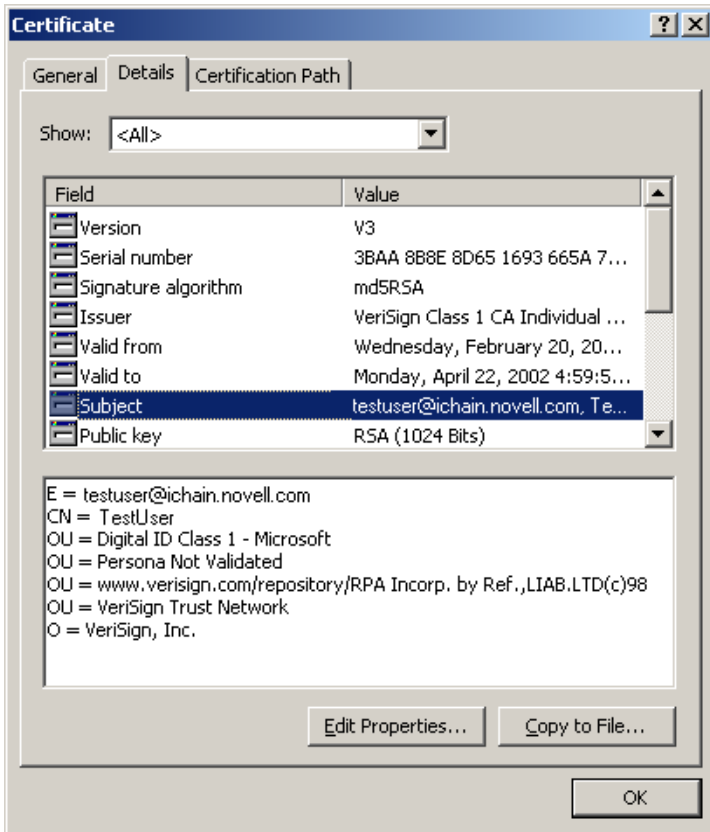 Certificate
General Details Certification Path
Show: <All>
Field Value
Version V3
Serial number 3BAA 8B8E 8D65 1693 665A 7...
Signature algorithm md5RSA
Issuer VeriSign Class 1 CA Individual ...
Valid from Wednesday, February 20, 20...
Valid to Monday, April 22, 2002 4:59:5...
Subject testuser@ichain.novell.com, Te...
Public key RSA (1024 Bits)
E = testuser@ichain.novell.com
CN = TestUser
OU = Digital ID Class 1 - Microsoft
OU = Persona Not Validated
OU = www.verisign.com/repository/RPA Incorp. by Ref.,LIAB.LTD(c)98
OU = VeriSign Trust Network
O = VeriSign, Inc.
Edit Properties... Copy to File...
OK